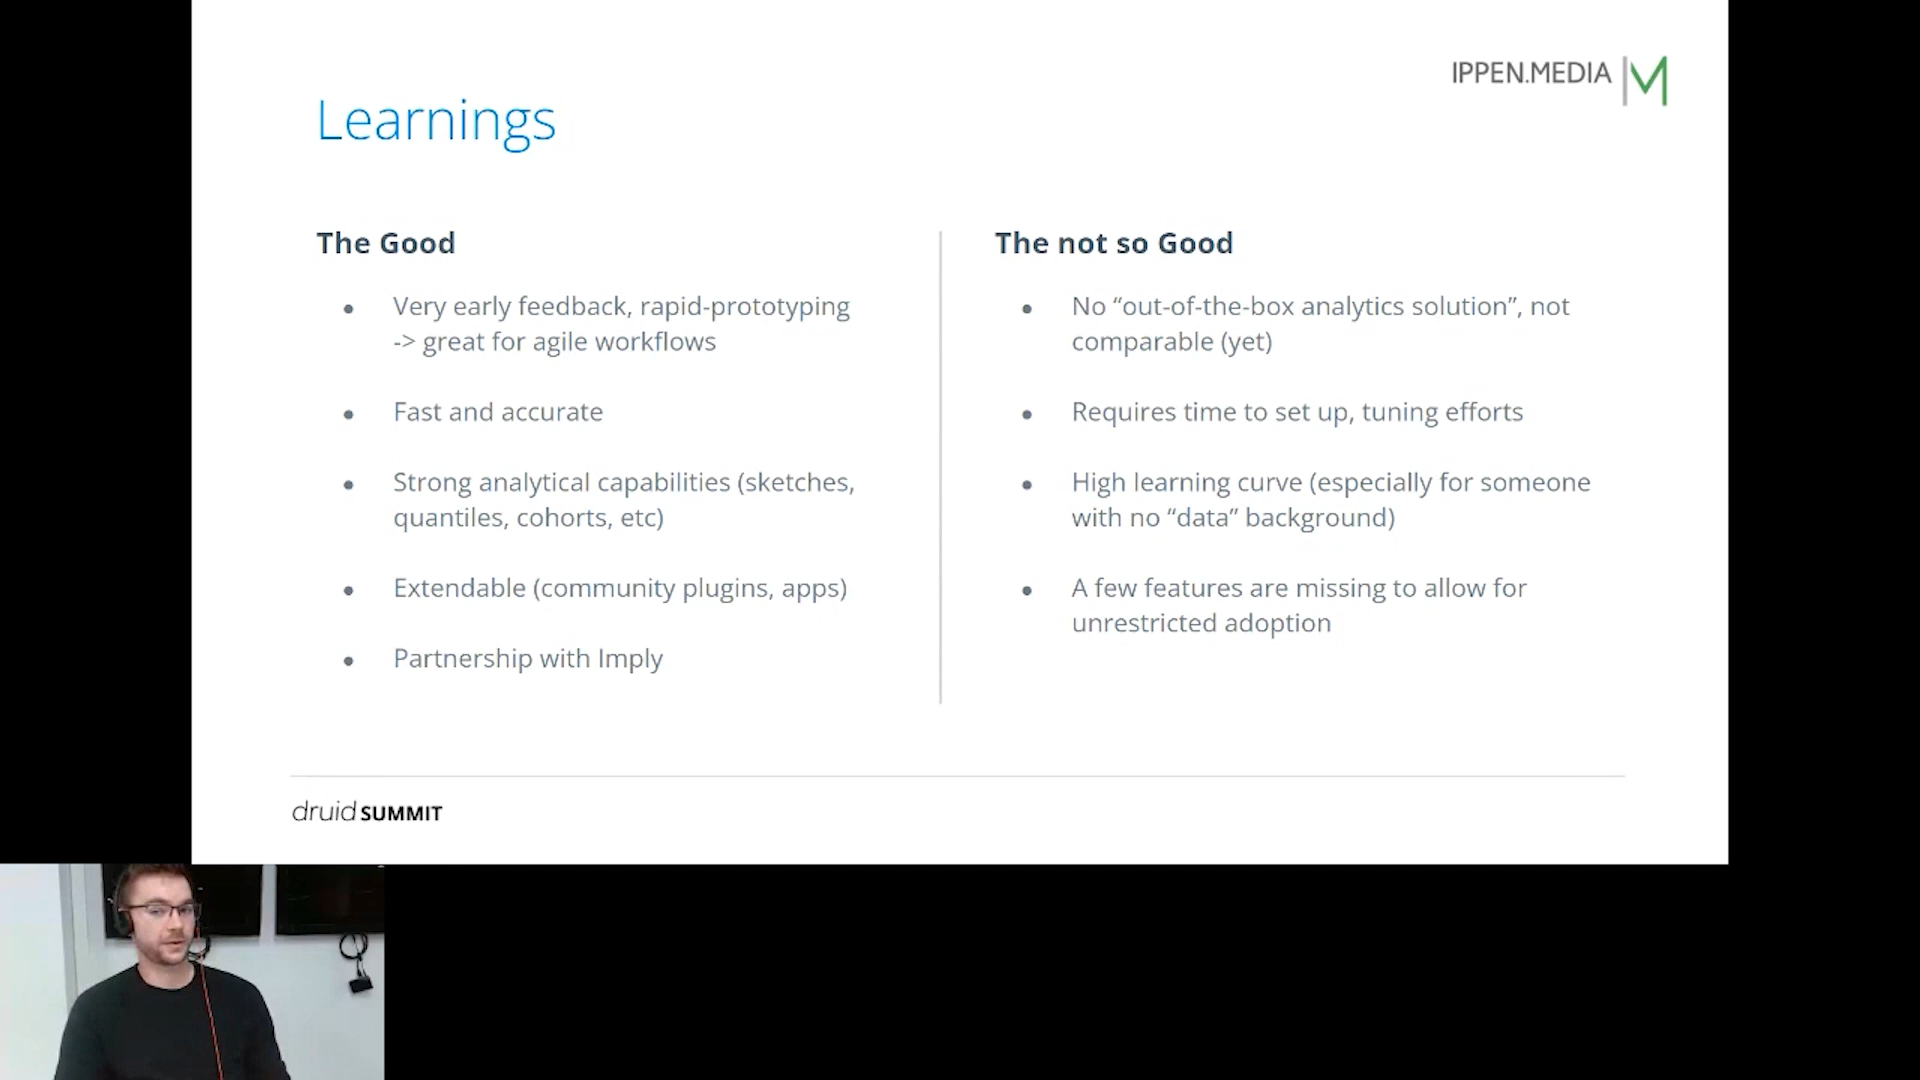 IPPEN.MEDIA
Learnings
The Good
• Very early feedback, rapid-prototyping
-> great for agile workflows
• Fast and accurate
• Strong analytical capabilities (sketches,
quantiles, cohorts, etc)
• Extendable (community plugins, apps)
• Partnership with Imply
The not so Good
• No “out-of-the-box analytics solution”, not
comparable (yet)
• Requires time to set up, tuning efforts
• High learning curve (especially for someone
with no “data” background)
• A few features are missing to allow for
unrestricted adoption
druid SUMMIT